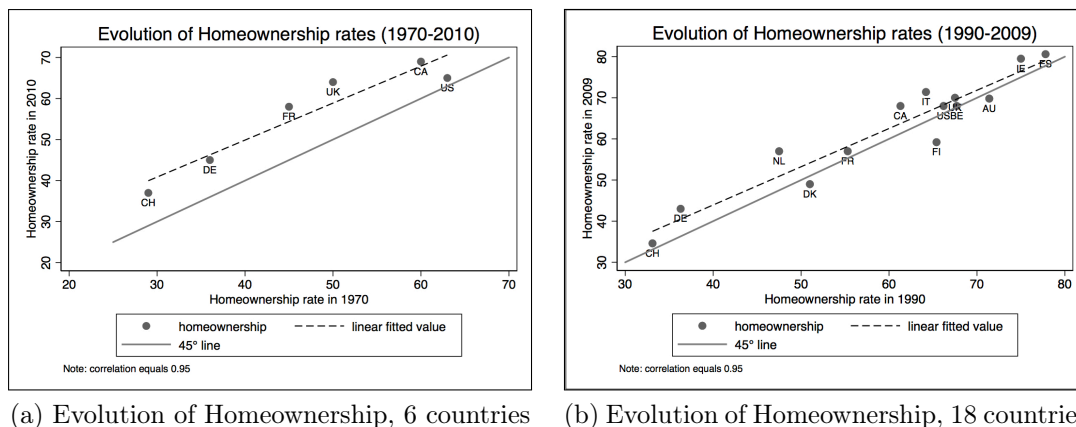 Evolution of Homeownership rates (1970-2010)
Homeownership rate in 2010
70
60
50
40
30
20
CA
US
UK
FR
DE
CH
20 30 40 50 60 70
Homeownership rate in 1970
homeownership linear fitted value
45° line
Note: correlation equals 0.95
(a) Evolution of Homeownership, 6 countries
Evolution of Homeownership rates (1990-2009)
Homeownership rate in 2009
80
70
60
50
40
30
IE ES
IT
CA UK AU
USBE
FI
NL FR
DK
DE
CH
30 40 50 60 70 80
Homeownership rate in 1990
homeownership linear fitted value
45° line
Note: correlation equals 0.95
(b) Evolution of Homeownership, 18 countrie